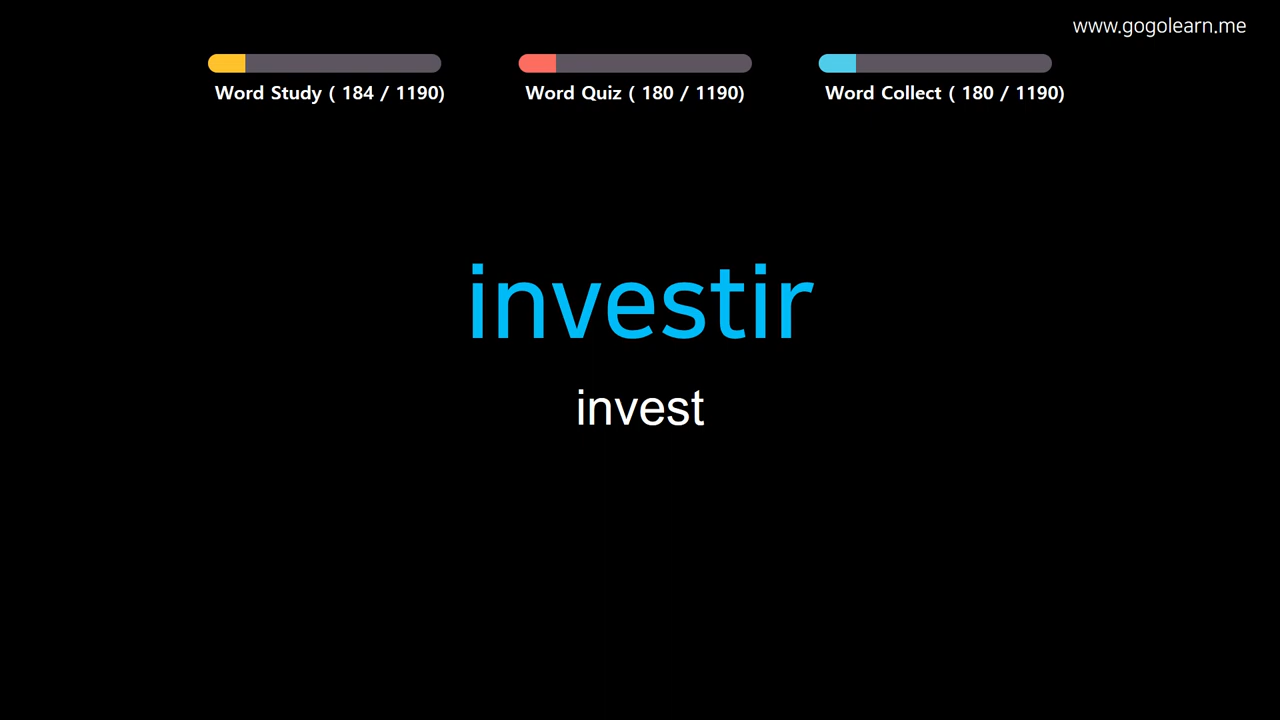 www.gogolearn.me
Word Study ( 184 / 1190)
Word Quiz ( 180 / 1190)
Word Collect ( 180 / 1190)
investir
invest